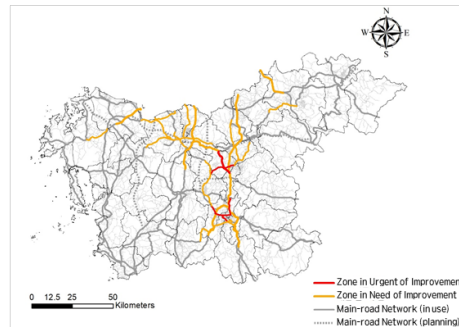 N
W E
S
Zone in Urgent of Improvement
Zone in Need of Improvement
Main-road Network (in use)
Main-road Network (planning)
0 12.5 25 50
Kilometers